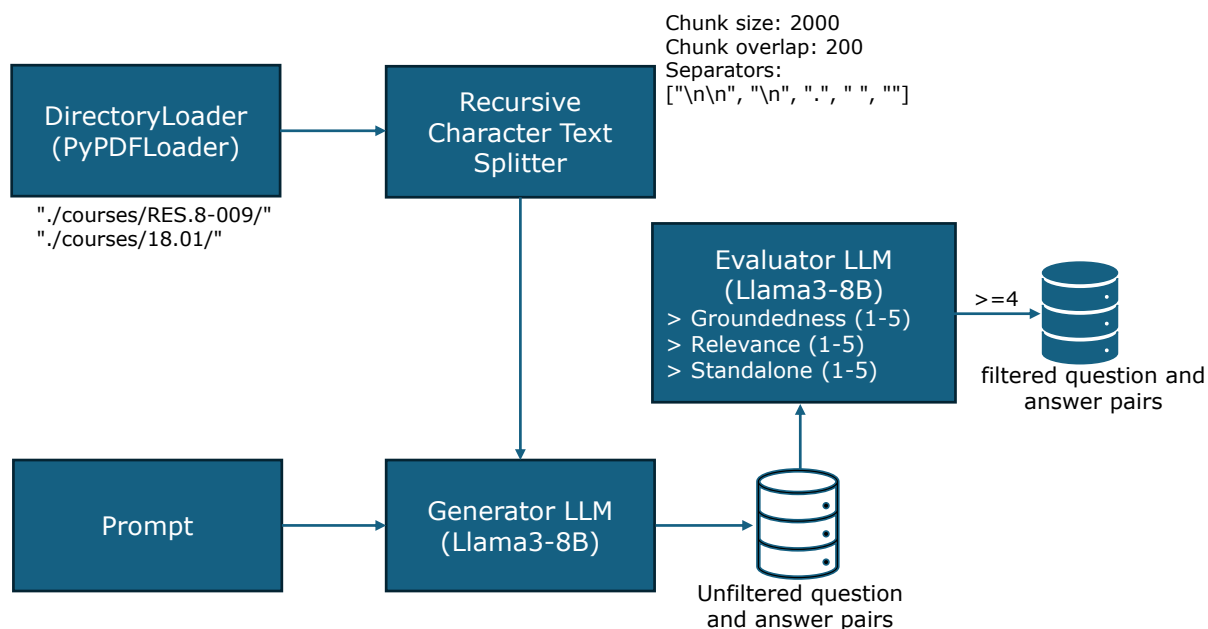 Chunk size: 2000
Chunk overlap: 200
Separators:
["\n\n", "\n", ".", " ", ""]
DirectoryLoader
(PyPDFLoader)
Recursive
Character Text
Splitter
"./courses/RES.8-009/"
"./courses/18.01/"
Evaluator LLM
(Llama3-8B)
> Groundedness (1-5)
> Relevance (1-5)
> Standalone (1-5)
>=4
filtered question and
answer pairs
Prompt
Generator LLM
(Llama3-8B)
Unfiltered question
and answer pairs